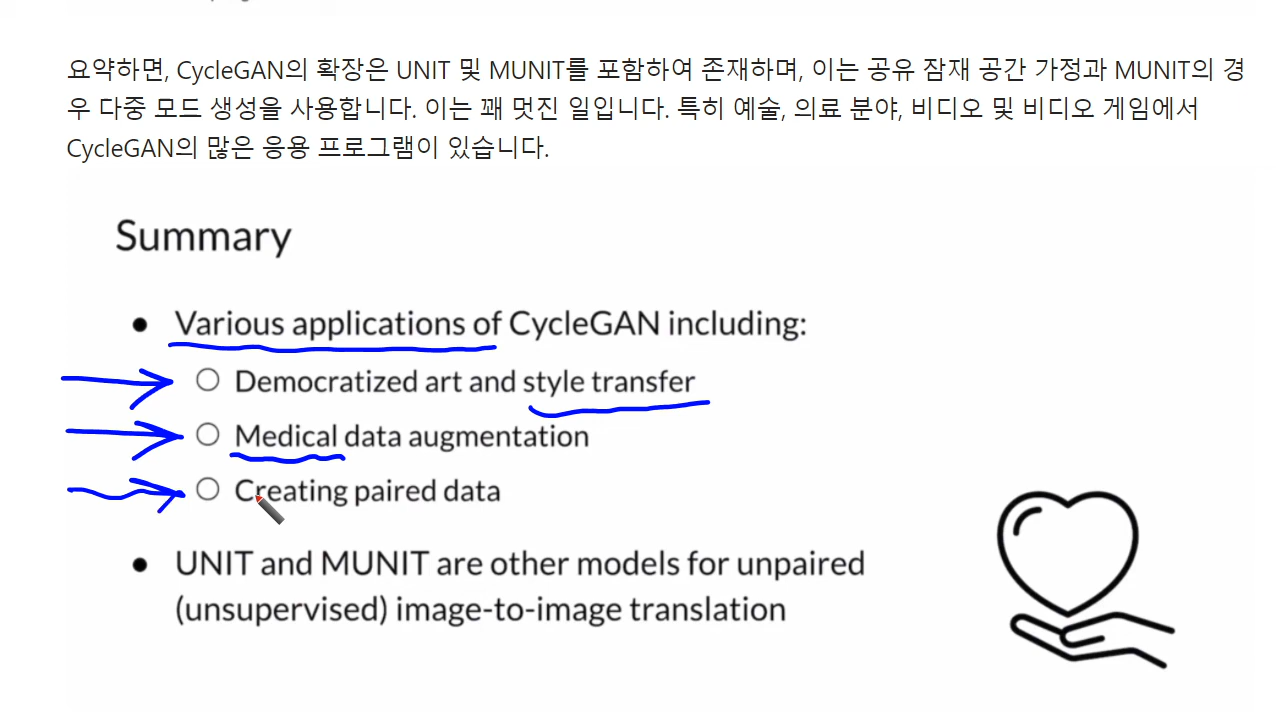 요약하면, CycleGAN의 확장은 UNIT 및 MUNIT를 포함하여 존재하며, 이는 공유 잠재 공간 가정과 MUNIT의 경
우 다중 모드 생성을 사용합니다. 이는 꽤 멋진 일입니다. 특히 예술, 의료 분야, 비디오 및 비디오 게임에서
CycleGAN의 많은 응용 프로그램이 있습니다.
Summary
● Various applications of CycleGAN including:
○ Democratized art and style transfer
○ Medical data augmentation
○ Creating paired data
● UNIT and MUNIT are other models for unpaired
(unsupervised) image-to-image translation